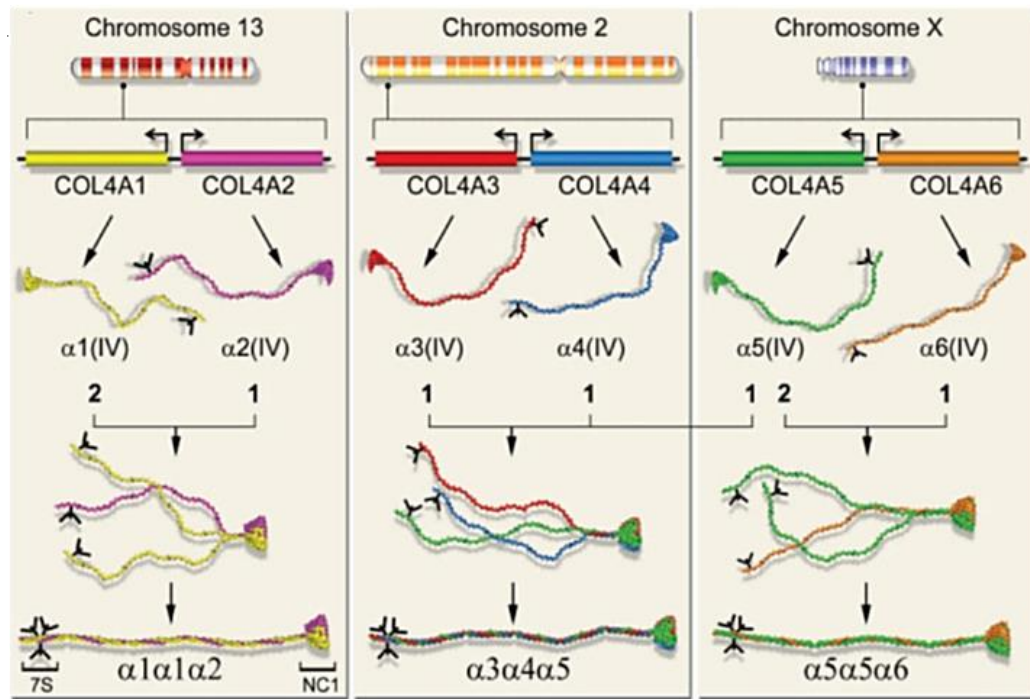 Chromosome 13
COL4A1 COL4A2
α1(IV) α2(IV)
2 1
α1α1α2
7S NC1
Chromosome 2
COL4A3 COL4A4
α3(IV) α4(IV)
1 1
α3α4α5
Chromosome X
COL4A5 COL4A6
α5(IV) α6(IV)
1 2 1
α5α5α6